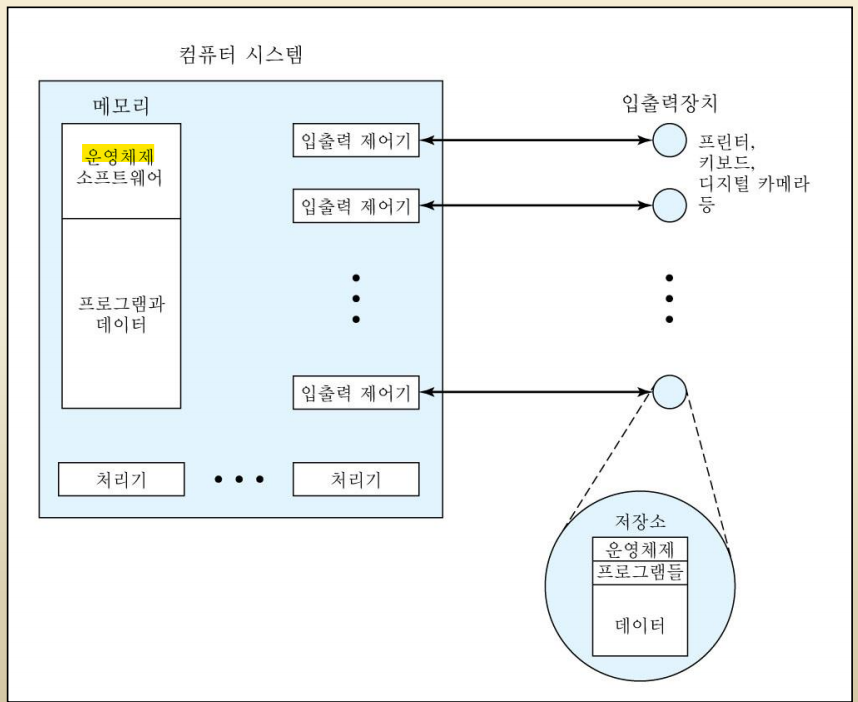 컴퓨터 시스템
메모리
운영체제
소프트웨어
프로그램과
데이터
입출력 제어기
입출력 제어기
입출력 제어기
처리기
처리기
입출력장치
프린터,
키보드,
디지털 카메라
등
저장소
운영체제
프로그램들
데이터